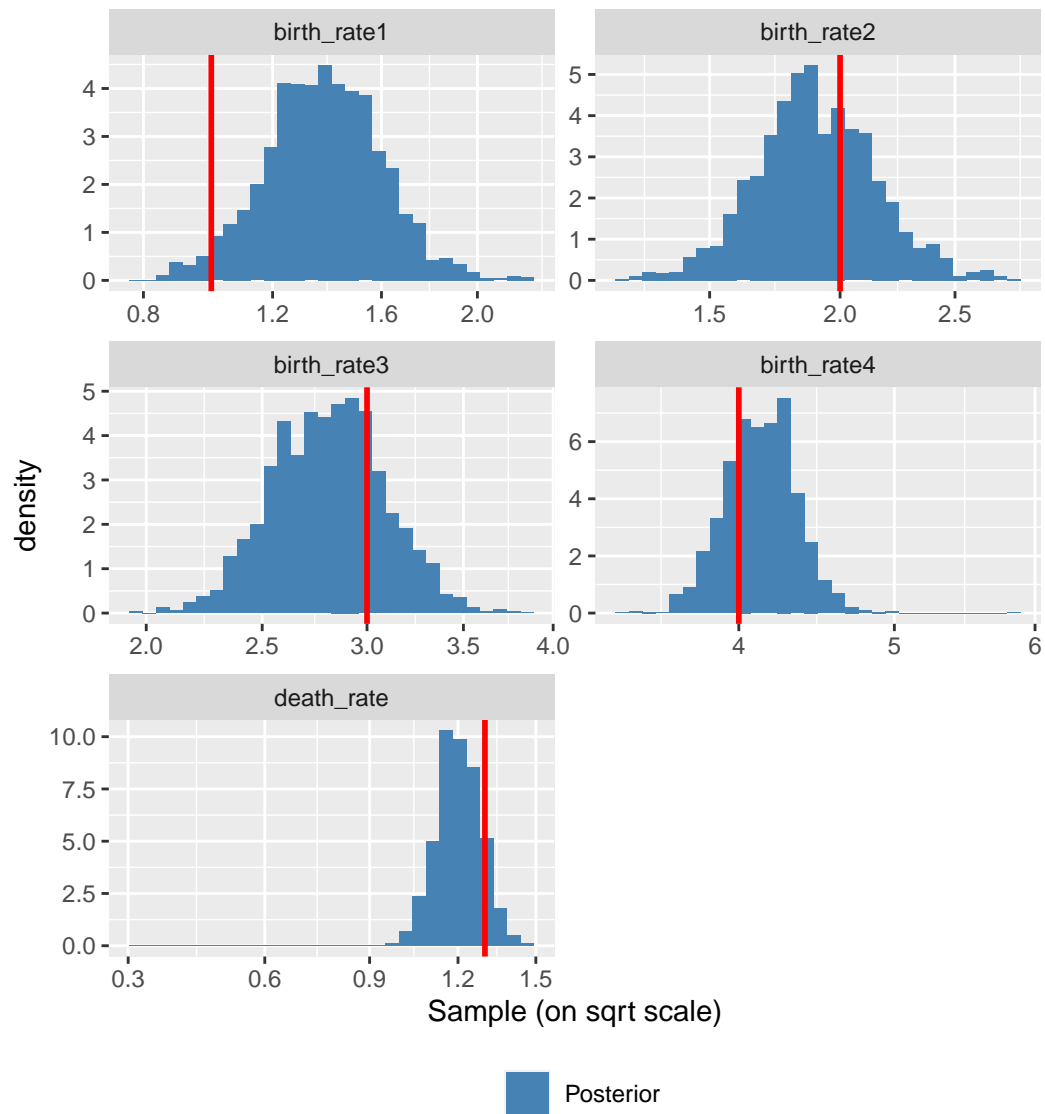 birth_rate1
birth_rate2
4
3
2
1
0
0.8 1.2 1.6 2.0
5
4
3
2
1
0
1.5 2.0 2.5
birth_rate3
birth_rate4
5
4
3
2
1
0
2.0 2.5 3.0 3.5 4.0
6
4
2
0
4 5 6
density
death_rate
10.0
7.5
5.0
2.5
0.0
0.3 0.6 0.9 1.2 1.5
Sample (on sqrt scale)
Posterior